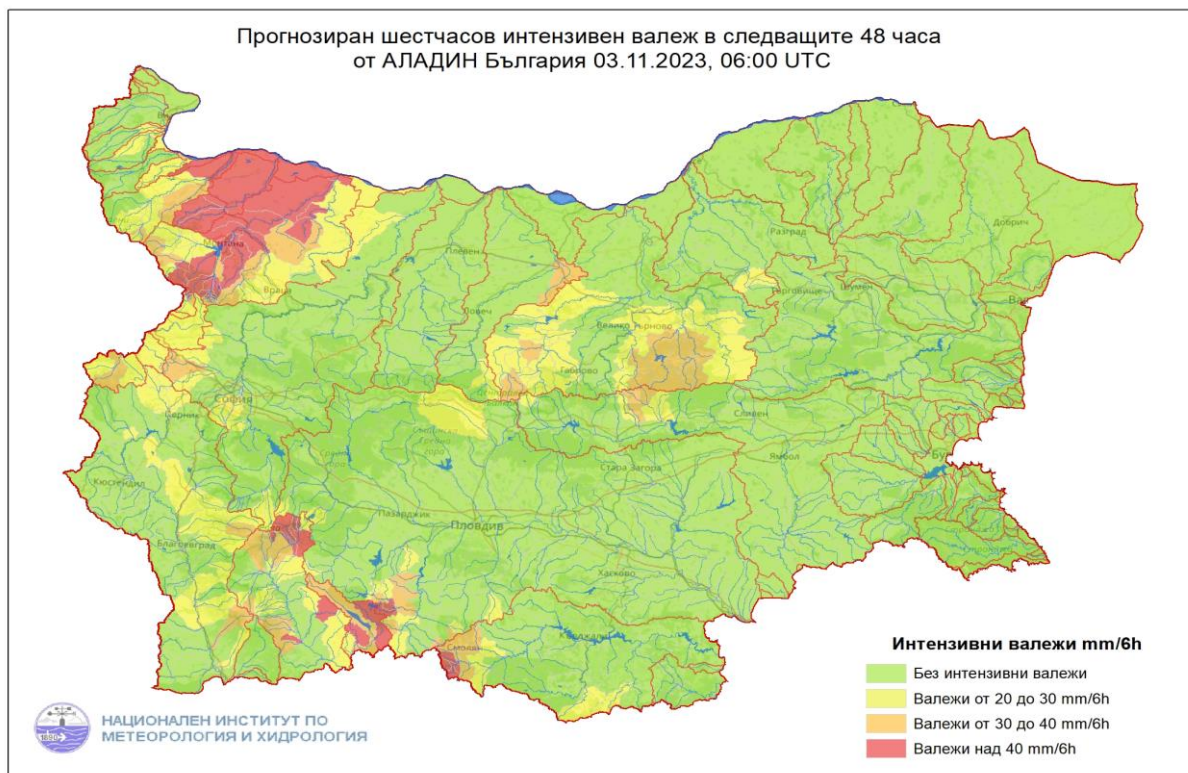 Прогнозиран шестчасов интензивен валеж в следващите 48 часа
от АЛАДИН България 03.11.2023, 06:00 UTC
Монтана
Враца
Плевен
Ловеч
Велико Търново
Габрово
Разград
Добрич
Търговище
Шумен
София
Перник
Сливен
Ямбол
Стара Загора
Кюстендил
Пазарджик
Пловдив
Благоевград
Хасково
Смолян
Кърджали
Интензивни валежи mm/6h
Без интензивни валежи
Валежи от 20 до 30 mm/6h
Валежи от 30 до 40 mm/6h
Валежи над 40 mm/6h
1890
НАЦИОНАЛЕН ИНСТИТУТ ПО
МЕТЕОРОЛОГИЯ И ХИДРОЛОГИЯ